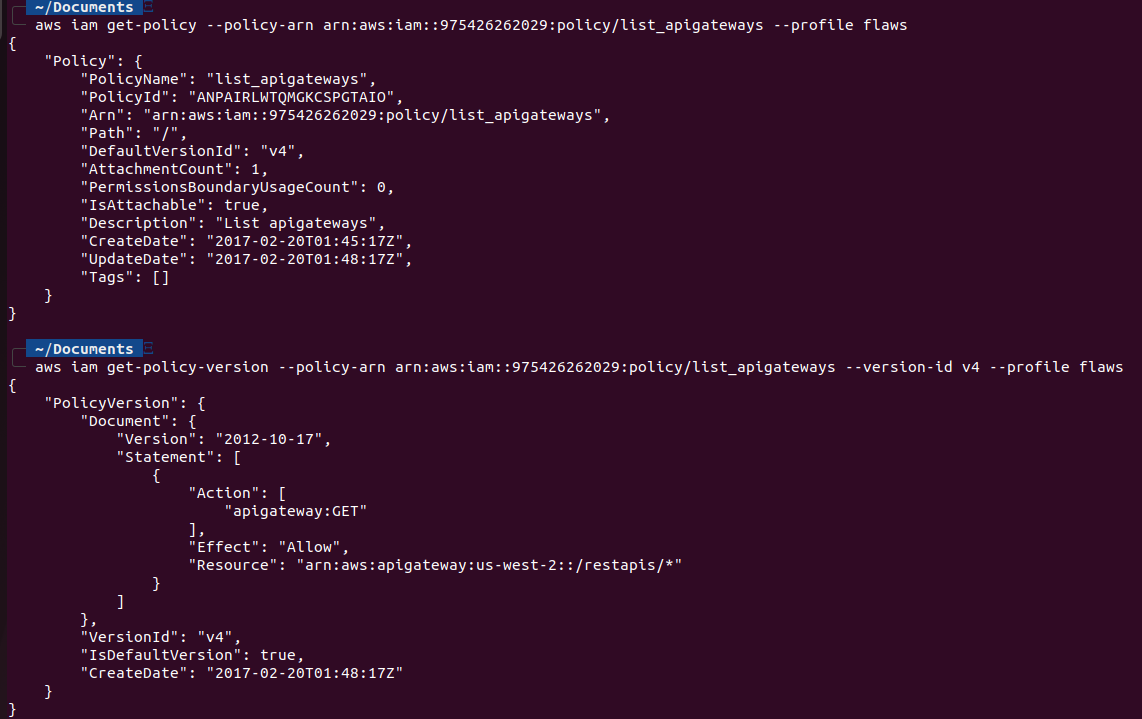 ~/Documents
aws iam get-policy --policy-arn arn:aws:iam::975426262029:policy/list_apigateways --profile flaws
{
    "Policy": {
        "PolicyName": "list_apigateways",
        "PolicyId": "ANPAIRLWTQMGKCSPGTAIO",
        "Arn": "arn:aws:iam::975426262029:policy/list_apigateways",
        "Path": "/",
        "DefaultVersionId": "v4",
        "AttachmentCount": 1,
        "PermissionsBoundaryUsageCount": 0,
        "IsAttachable": true,
        "Description": "List apigateways",
        "CreateDate": "2017-02-20T01:45:17Z",
        "UpdateDate": "2017-02-20T01:48:17Z",
        "Tags": []
    }
}
~/Documents
aws iam get-policy-version --policy-arn arn:aws:iam::975426262029:policy/list_apigateways --version-id v4 --profile flaws
{
    "PolicyVersion": {
        "Document": {
            "Version": "2012-10-17",
            "Statement": [
                {
                    "Action": [
                        "apigateway:GET"
                    ],
                    "Effect": "Allow",
                    "Resource": "arn:aws:apigateway:us-west-2::/restapis/*"
                }
            ]
        },
        "VersionId": "v4",
        "IsDefaultVersion": true,
        "CreateDate": "2017-02-20T01:48:17Z"
    }
}